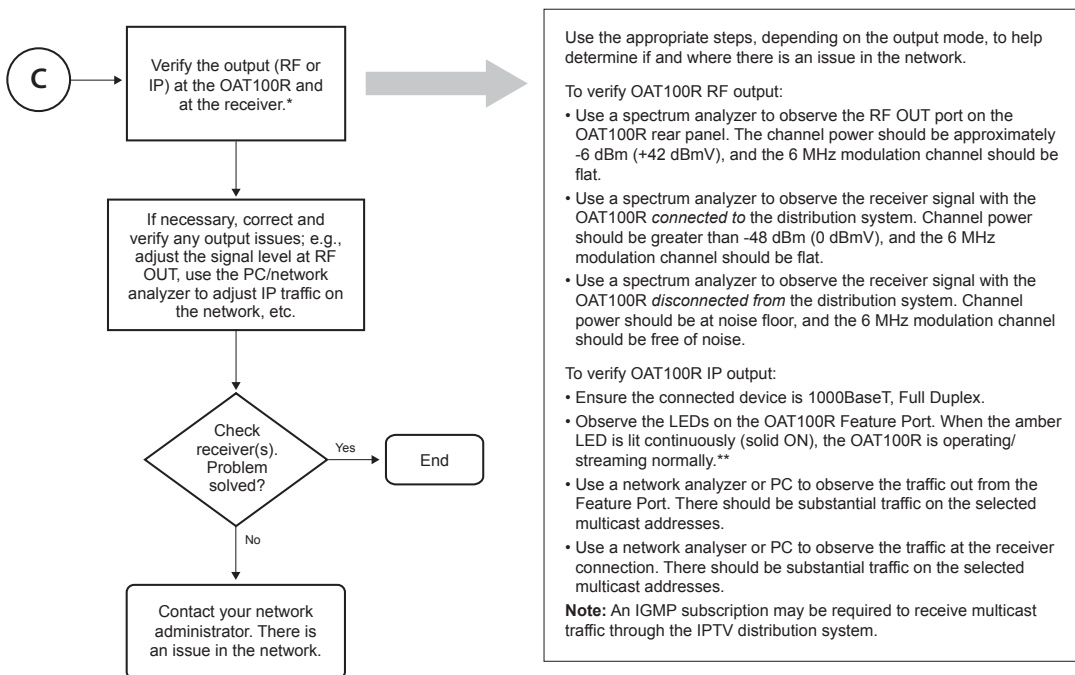 C
Verify the output (RF or
IP) at the OAT100R and
at the receiver.*
If necessary, correct and
verify any output issues; e.g.,
adjust the signal level at RF
OUT, use the PC/network
analyzer to adjust IP traffic on
the network, etc.
Check
receiver(s).
Problem
solved?
Yes
End
No
Contact your network
administrator. There is
an issue in the network.
Use the appropriate steps, depending on the output mode, to help
determine if and where there is an issue in the network.
To verify OAT100R RF output:
• Use a spectrum analyzer to observe the RF OUT port on the
OAT100R rear panel. The channel power should be approximately
-6 dBm (+42 dBmV), and the 6 MHz modulation channel should be
flat.
• Use a spectrum analyzer to observe the receiver signal with the
OAT100R connected to the distribution system. Channel power
should be greater than -48 dBm (0 dBmV), and the 6 MHz
modulation channel should be flat.
• Use a spectrum analyzer to observe the receiver signal with the
OAT100R disconnected from the distribution system. Channel
power should be at noise floor, and the 6 MHz modulation channel
should be free of noise.
To verify OAT100R IP output:
• Ensure the connected device is 1000BaseT, Full Duplex.
• Observe the LEDs on the OAT100R Feature Port. When the amber
LED is lit continuously (solid ON), the OAT100R is operating/
streaming normally.**
• Use a network analyzer or PC to observe the traffic out from the
Feature Port. There should be substantial traffic on the selected
multicast addresses.
• Use a network analyser or PC to observe the traffic at the receiver
connection. There should be substantial traffic on the selected
multicast addresses.
Note: An IGMP subscription may be required to receive multicast
traffic through the IPTV distribution system.